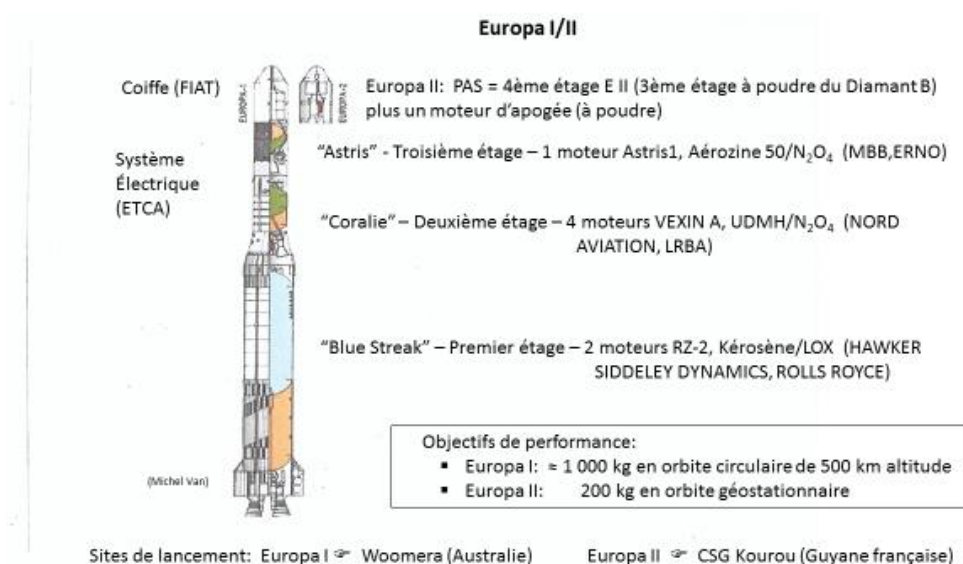 Europa I/II
Coiffe (FIAT)
EUROPA-1
EUROPA-2
Europa II: PAS = 4ème étage E II (3ème étage à poudre du Diamant B)
plus un moteur d'apogée (à poudre)
"Astris" - Troisième étage – 1 moteur Astris1, Aérozine 50/N₂O₄ (MBB,ERNO)
Système
Électrique
(ETCA)
"Coralie" – Deuxième étage – 4 moteurs VEXIN A, UDMH/N₂O₄ (NORD
AVIATION, LRBA)
"Blue Streak" – Premier étage – 2 moteurs RZ-2, Kérosène/LOX (HAWKER
SIDDELEY DYNAMICS, ROLLS ROYCE)
Objectifs de performance:
▪ Europa I: ≈ 1 000 kg en orbite circulaire de 500 km altitude
▪ Europa II: 200 kg en orbite géostationnaire
(Michel Van)
Sites de lancement: Europa I ☞ Woomera (Australie) Europa II ☞ CSG Kourou (Guyane française)